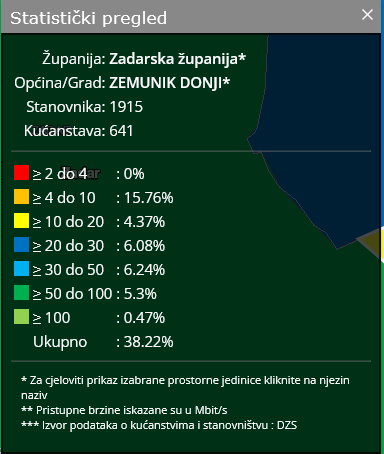 Statistički pregled
Županija: Zadarska županija*
Općina/Grad: ZEMUNIK DONJI*
Stanovnika: 1915
Kućanstava: 641
≥ 2 do 4 : 0%
≥ 4 do 10 : 15.76%
≥ 10 do 20 : 4.37%
≥ 20 do 30 : 6.08%
≥ 30 do 50 : 6.24%
≥ 50 do 100 : 5.3%
≥ 100 : 0.47%
Ukupno : 38.22%
* Za cjeloviti prikaz izabrane prostorne jedinice kliknite na njezin
naziv
** Pristupne brzine iskazane su u Mbit/s
*** Izvor podataka o kućanstvima i stanovništvu : DZS